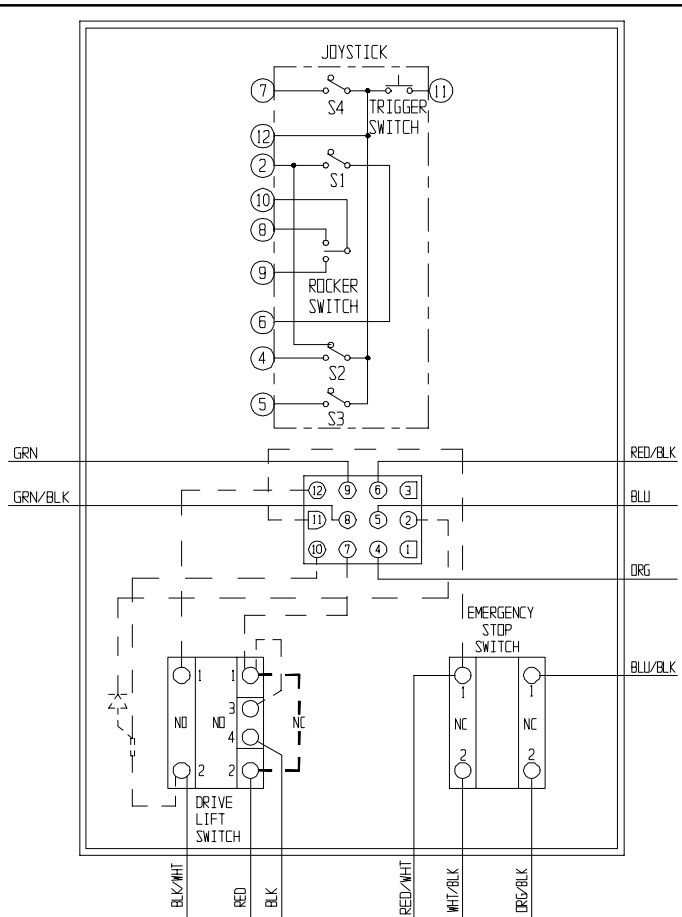 JOYSTICK
7 S4 TRIGGER SWITCH 11
12
2 S1
10
8
9 ROCKER SWITCH
6
4 S2
5 S3
GRN RED/BLK
12 9 6 3
GRN/BLK BLU
11 8 5 2
10 7 4 1
ORG
EMERGENCY
STOP
SWITCH
BLU/BLK
1 1 1 1
3
NO NO NC NC NC
4
2 2 2 2
DRIVE
LIFT
SWITCH
BLK/WHT RED BLK RED/WHT WHT/BLK ORG/BLK